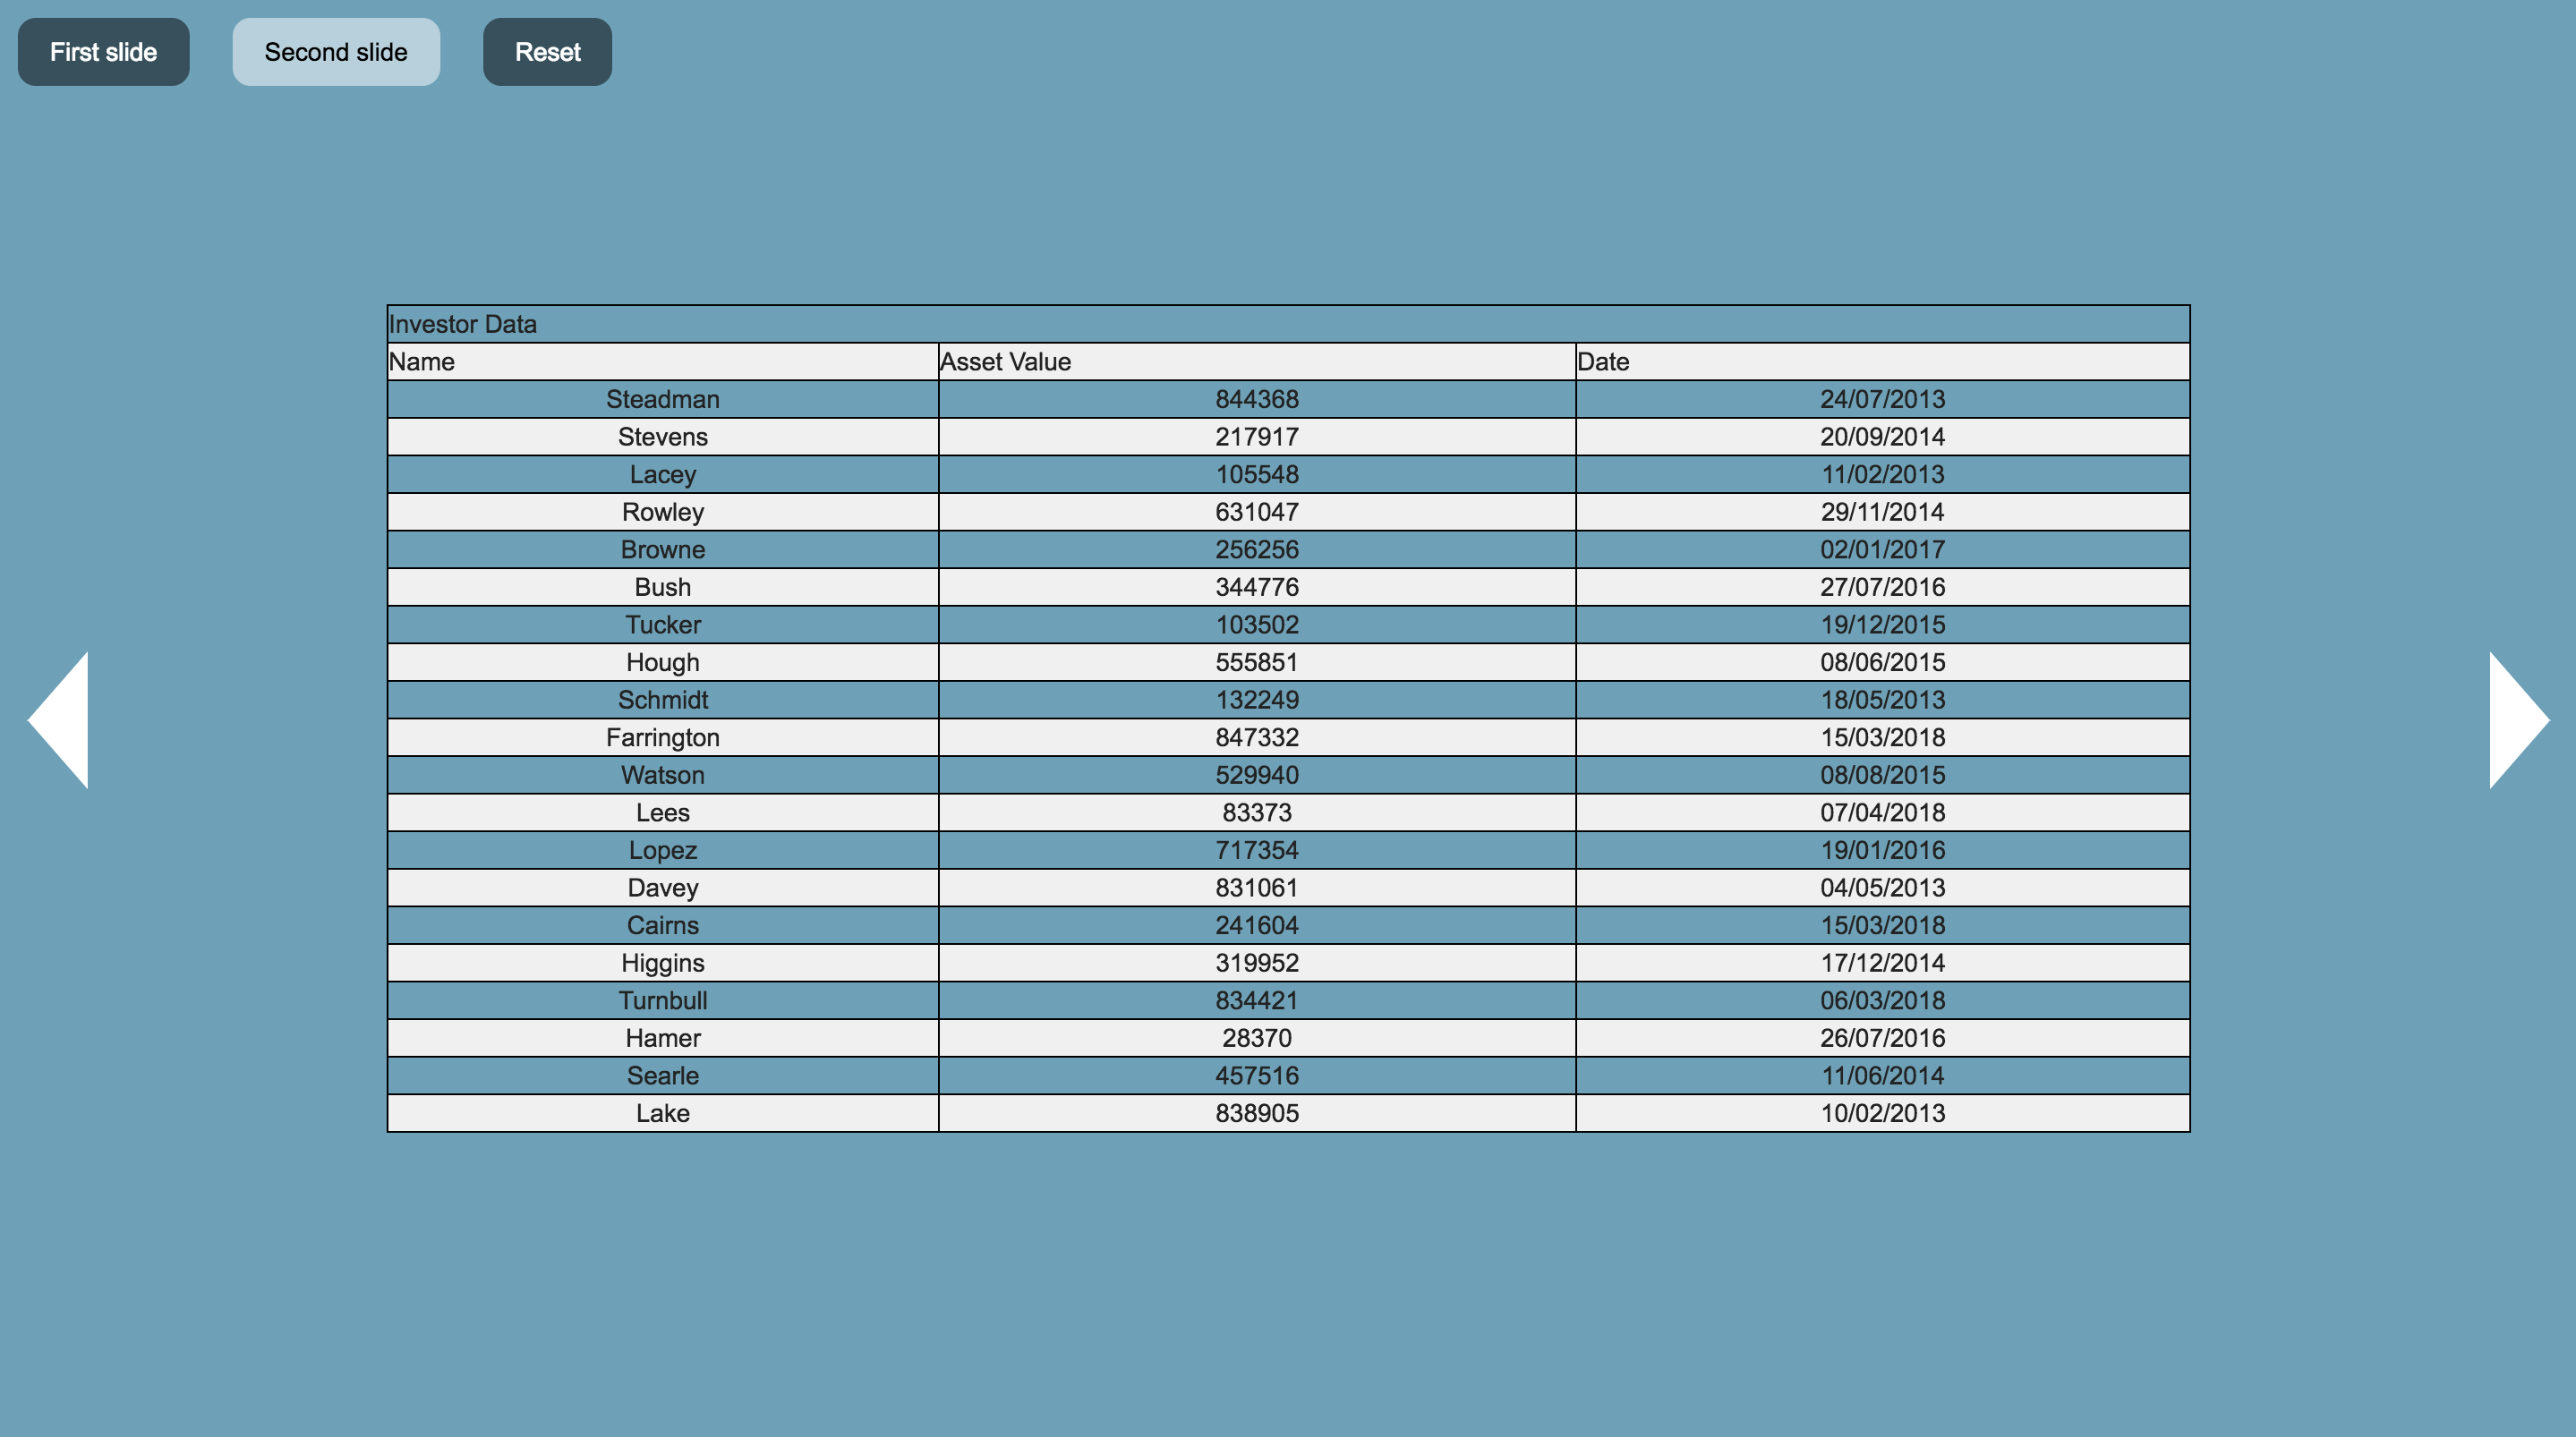 First slide Second slide Reset
Investor Data
Name Asset Value Date
Steadman 844368 24/07/2013
Stevens 217917 20/09/2014
Lacey 105548 11/02/2013
Rowley 631047 29/11/2014
Browne 256256 02/01/2017
Bush 344776 27/07/2016
Tucker 103502 19/12/2015
Hough 555851 08/06/2015
Schmidt 132249 18/05/2013
Farrington 847332 15/03/2018
Watson 529940 08/08/2015
Lees 83373 07/04/2018
Lopez 717354 19/01/2016
Davey 831061 04/05/2013
Cairns 241604 15/03/2018
Higgins 319952 17/12/2014
Turnbull 834421 06/03/2018
Hamer 28370 26/07/2016
Searle 457516 11/06/2014
Lake 838905 10/02/2013